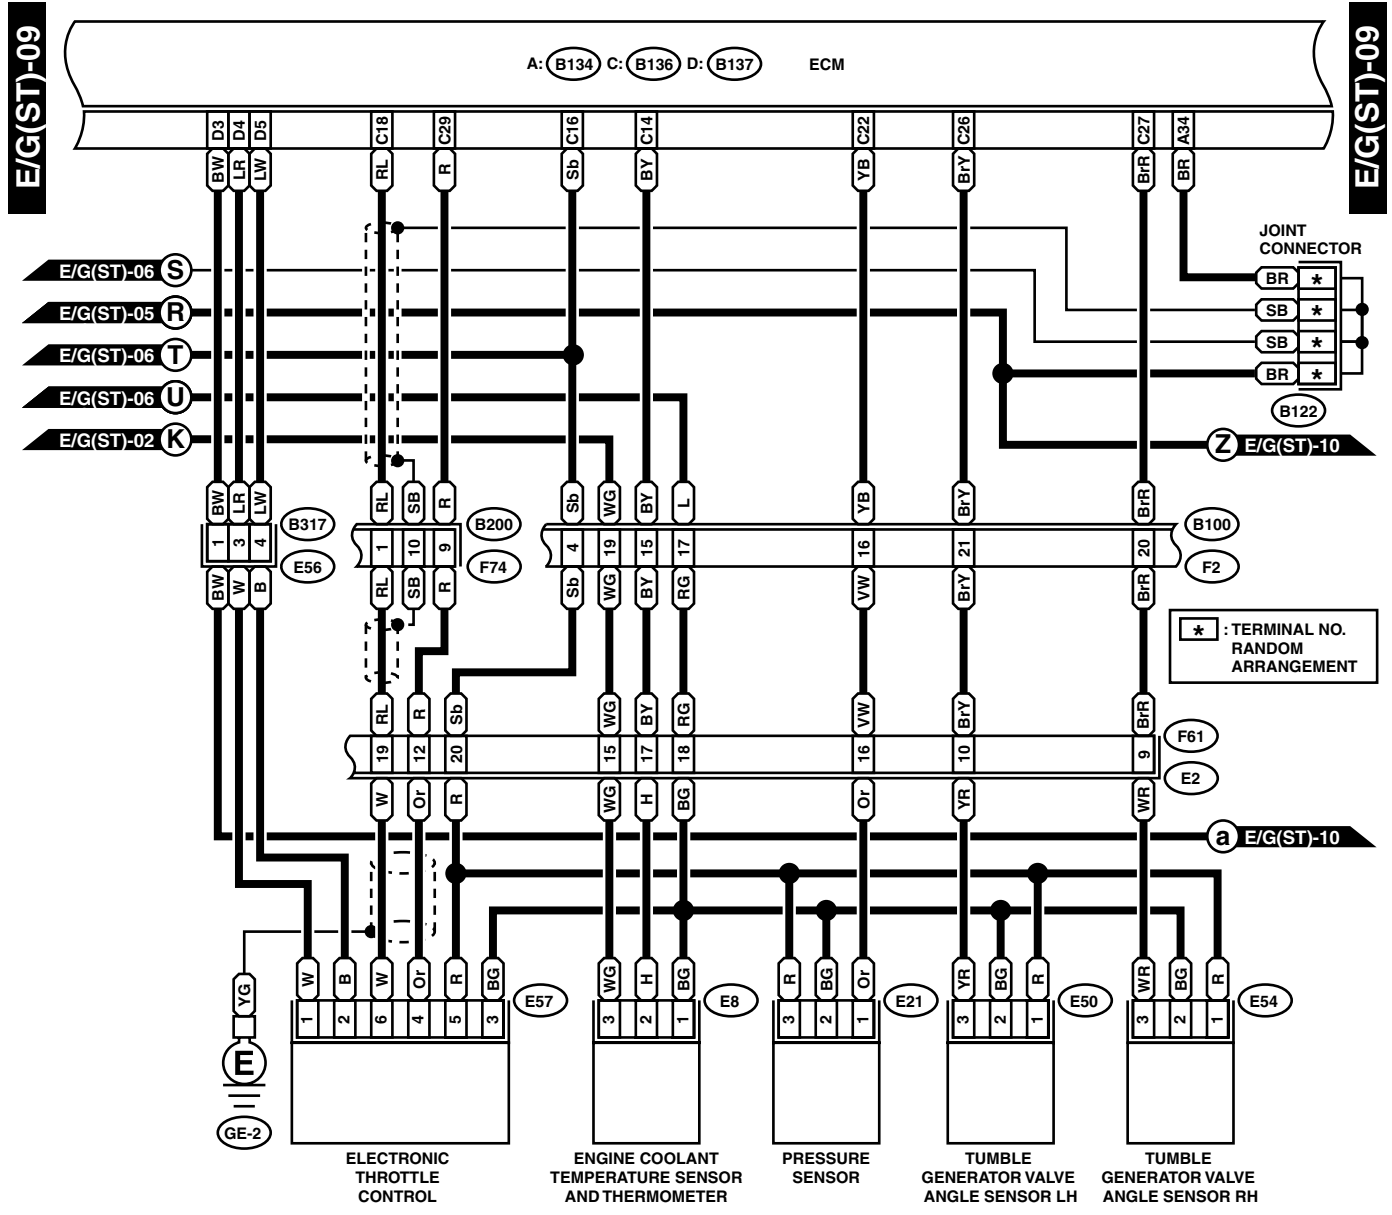 E/G(ST)-09
E/G(ST)-09
A: B134 C: B136 D: B137 ECM
D3 D4 D5 C18 C29 C16 C14 C22 C26 C27 A34
BW LR LW RL R Sb BY YB BrY BrR BR
JOINT
CONNECTOR
E/G(ST)-06 S
BR *
E/G(ST)-05 R
SB *
SB *
E/G(ST)-06 T
BR *
E/G(ST)-06 U
B122
E/G(ST)-02 K
Z E/G(ST)-10
BW LR LW RL SB R Sb WG BY L YB BrY BrR
B317 B200 B100
1 3 4 1 10 9 4 19 15 17 16 21 20
E56 F74 F2
BW W B RL SB R Sb WG BY RG VW BrY BrR
* : TERMINAL NO.
RANDOM
ARRANGEMENT
RL R Sb WG BY RG VW BrY BrR
F61
19 12 20 15 17 18 16 10 9
E2
W Or R WG H BG Or YR WR
a E/G(ST)-10
W B W Or R BG WG H BG R BG Or YR BG R WR BG R
YG
E57 E8 E21 E50 E54
1 2 6 4 5 3 3 2 1 3 2 1 3 2 1 3 2 1
E
GE-2
ELECTRONIC
THROTTLE
CONTROL
ENGINE COOLANT
TEMPERATURE SENSOR
AND THERMOMETER
PRESSURE
SENSOR
TUMBLE
GENERATOR VALVE
ANGLE SENSOR LH
TUMBLE
GENERATOR VALVE
ANGLE SENSOR RH